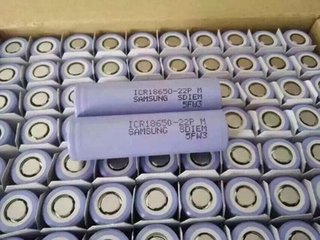 ICR18650-22P M
SAMSUNG SDIEM
5FW3
ICR18650-22P M
SAMSUNG SDIEM
5FW3